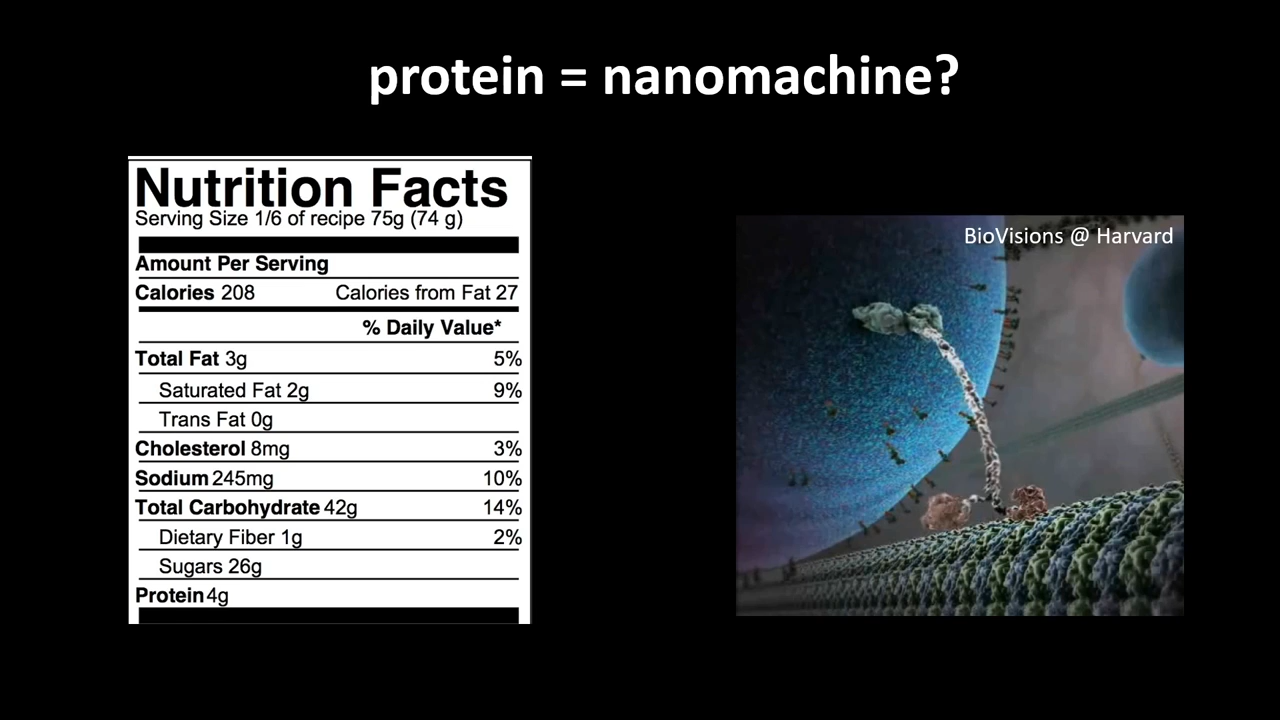 protein = nanomachine?
Nutrition Facts
Serving Size 1/6 of recipe 75g (74 g)
Amount Per Serving
Calories 208 Calories from Fat 27
% Daily Value*
Total Fat 3g 5%
Saturated Fat 2g 9%
Trans Fat 0g
Cholesterol 8mg 3%
Sodium 245mg 10%
Total Carbohydrate 42g 14%
Dietary Fiber 1g 2%
Sugars 26g
Protein 4g
BioVisions @ Harvard